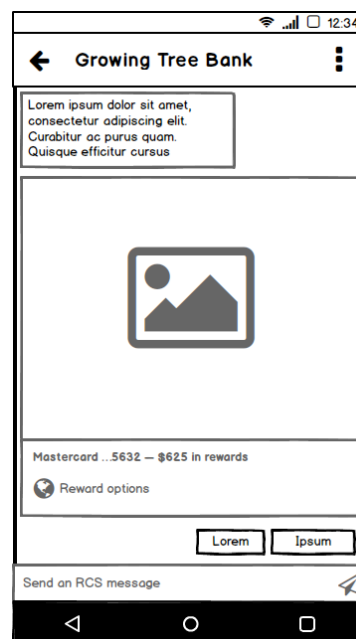 12:34
Growing Tree Bank
Lorem ipsum dolor sit amet,
consectetur adipiscing elit.
Curabitur ac purus quam.
Quisque efficitur cursus
Mastercard ...5632 — $625 in rewards
Reward options
Lorem
Ipsum
Send an RCS message